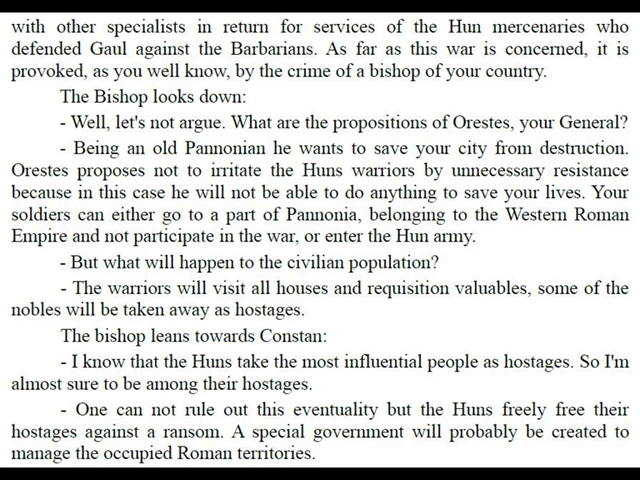 with other specialists in return for services of the Hun mercenaries who
defended Gaul against the Barbarians. As far as this war is concerned, it is
provoked, as you well know, by the crime of a bishop of your country.
The Bishop looks down:
- Well, let's not argue. What are the propositions of Orestes, your General?
- Being an old Pannonian he wants to save your city from destruction.
Orestes proposes not to irritate the Huns warriors by unnecessary resistance
because in this case he will not be able to do anything to save your lives. Your
soldiers can either go to a part of Pannonia, belonging to the Western Roman
Empire and not participate in the war, or enter the Hun army.
- But what will happen to the civilian population?
- The warriors will visit all houses and requisition valuables, some of the
nobles will be taken away as hostages.
The bishop leans towards Constan:
- I know that the Huns take the most influential people as hostages. So I'm
almost sure to be among their hostages.
- One can not rule out this eventuality but the Huns freely free their
hostages against a ransom. A special government will probably be created to
manage the occupied Roman territories.